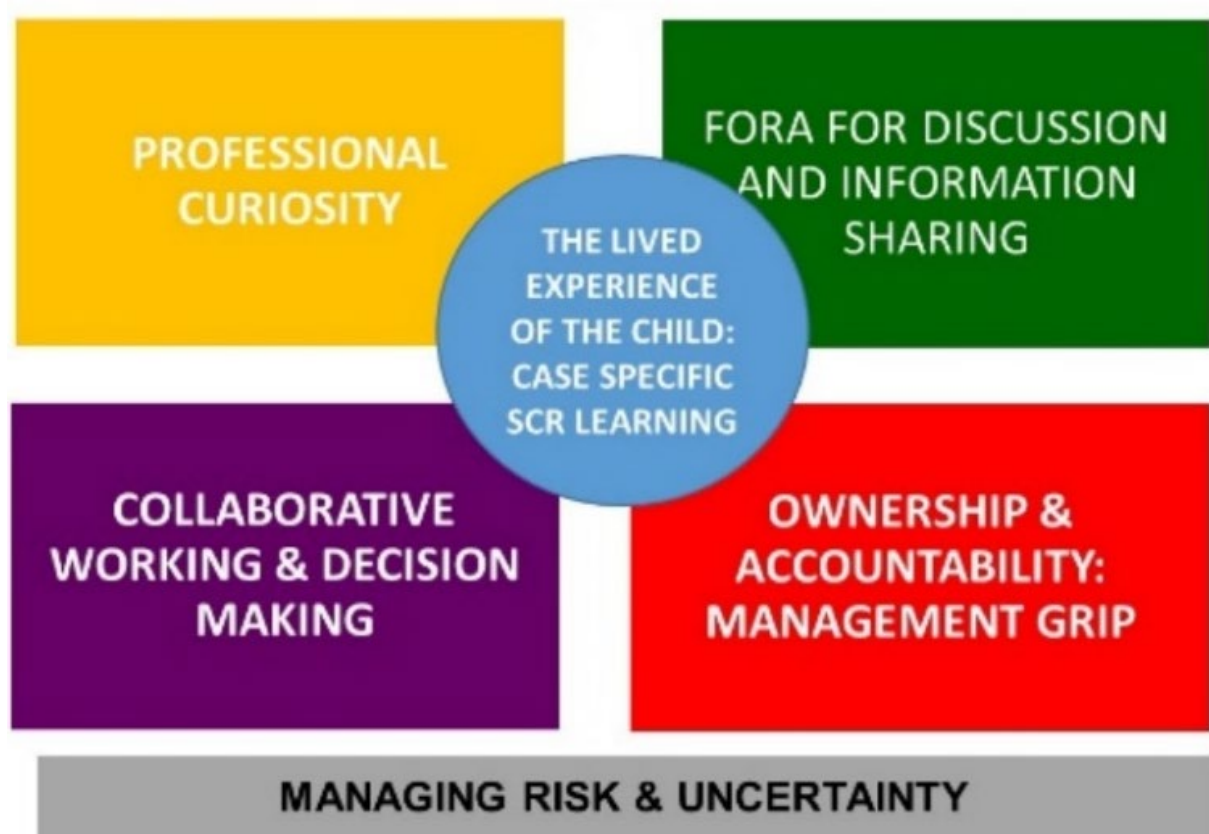 PROFESSIONAL
CURIOSITY
FORA FOR DISCUSSION
AND INFORMATION
SHARING
THE LIVED
EXPERIENCE
OF THE CHILD:
CASE SPECIFIC
SCR LEARNING
COLLABORATIVE
WORKING & DECISION
MAKING
OWNERSHIP &
ACCOUNTABILITY:
MANAGEMENT GRIP
MANAGING RISK & UNCERTAINTY